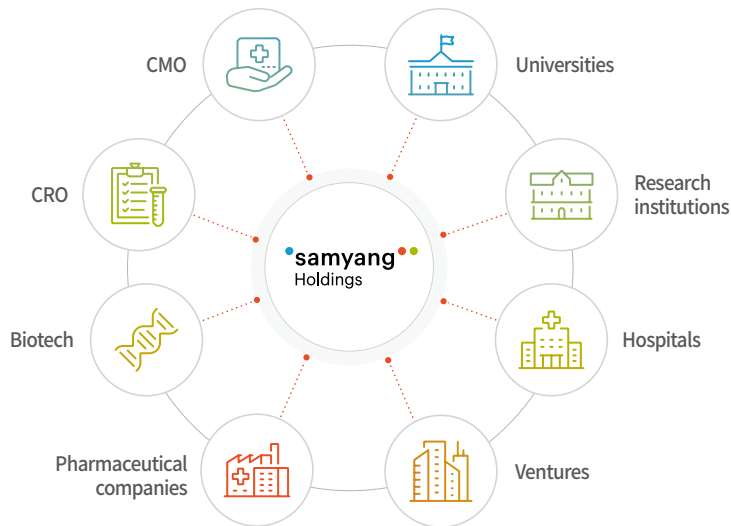 CMO
Universities
CRO
Research
institutions
samyang
Holdings
Biotech
Hospitals
Pharmaceutical
companies
Ventures